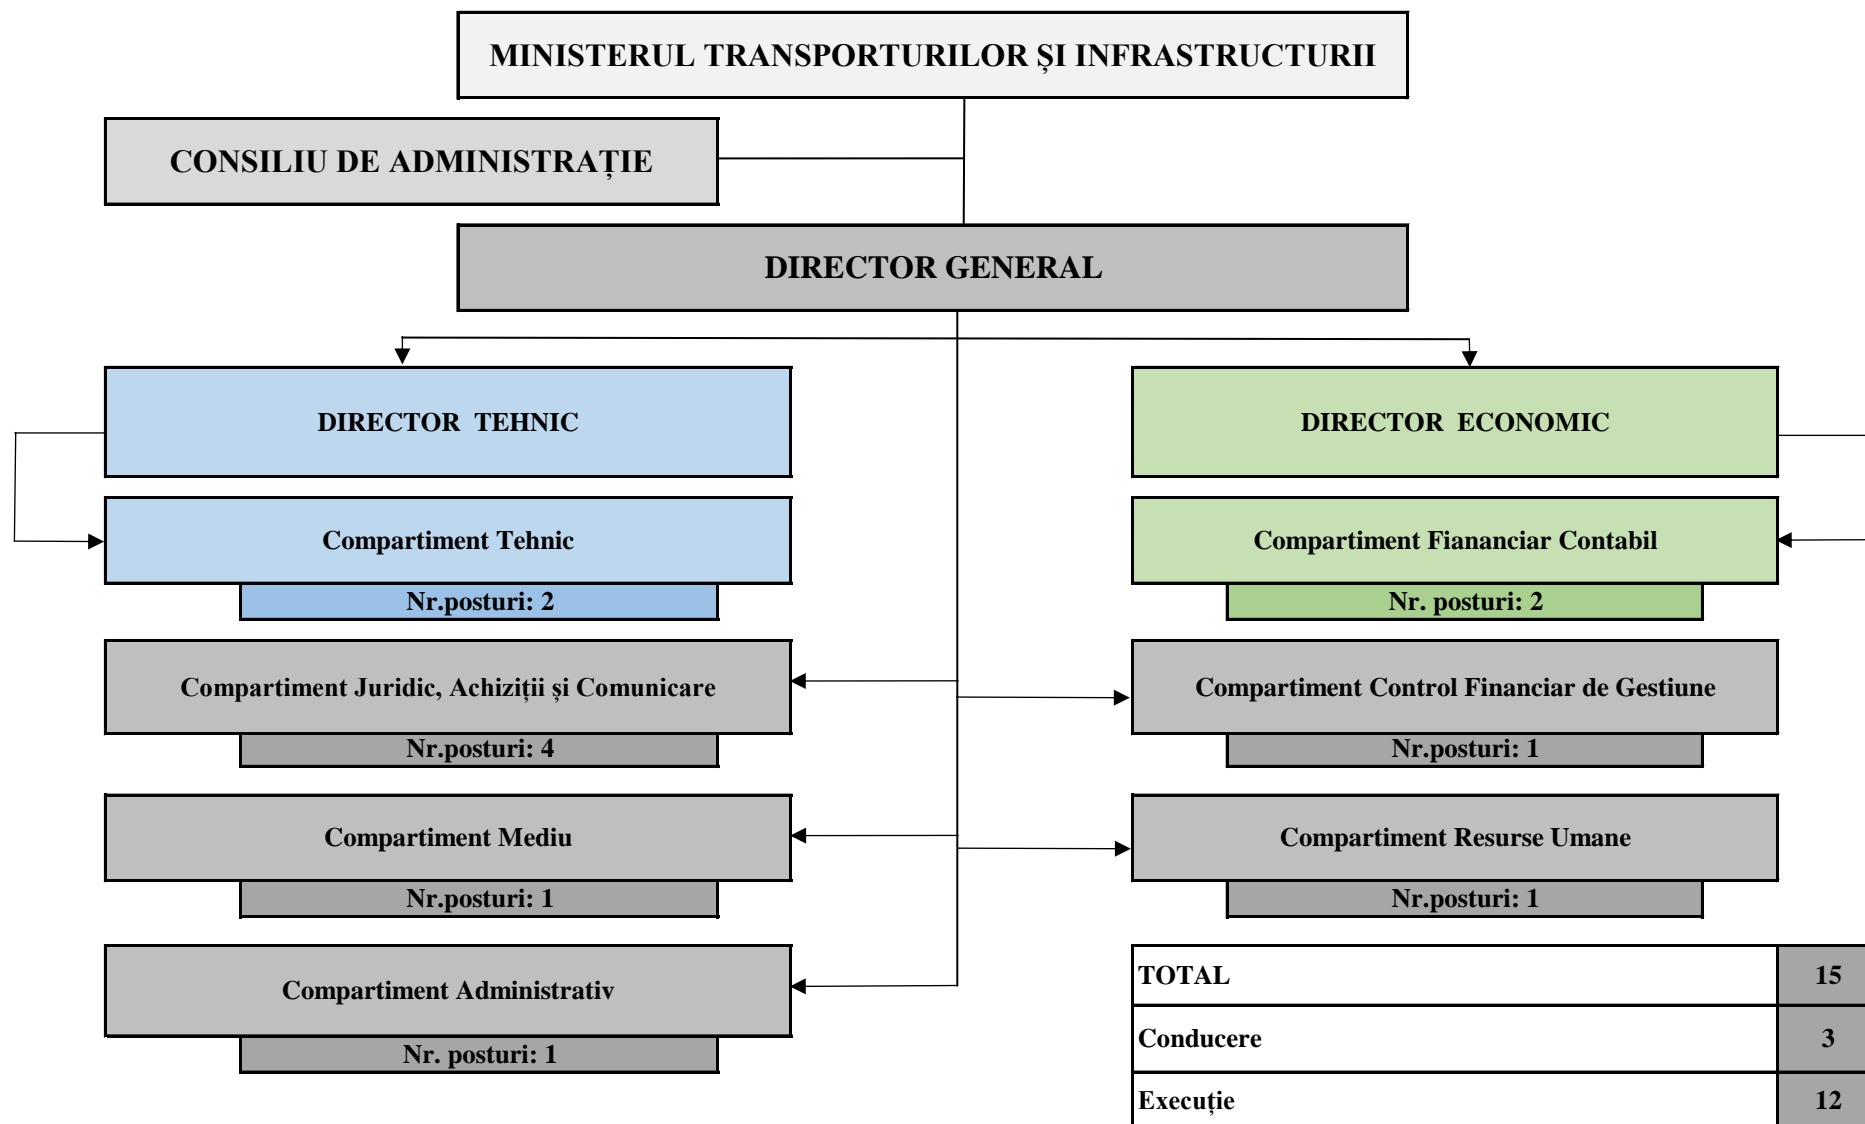 MINISTERUL TRANSPORTURILOR ȘI INFRASTRUCTURII
CONSILIU DE ADMINISTRAȚIE
DIRECTOR GENERAL
DIRECTOR TEHNIC
DIRECTOR ECONOMIC
Compartiment Tehnic
Nr.posturi: 2
Compartiment Fiananciar Contabil
Nr. posturi: 2
Compartiment Juridic, Achiziții și Comunicare
Nr.posturi: 4
Compartiment Control Financiar de Gestiune
Nr.posturi: 1
Compartiment Mediu
Nr.posturi: 1
Compartiment Resurse Umane
Nr.posturi: 1
Compartiment Administrativ
Nr. posturi: 1
TOTAL 15
Conducere 3
Execuție 12